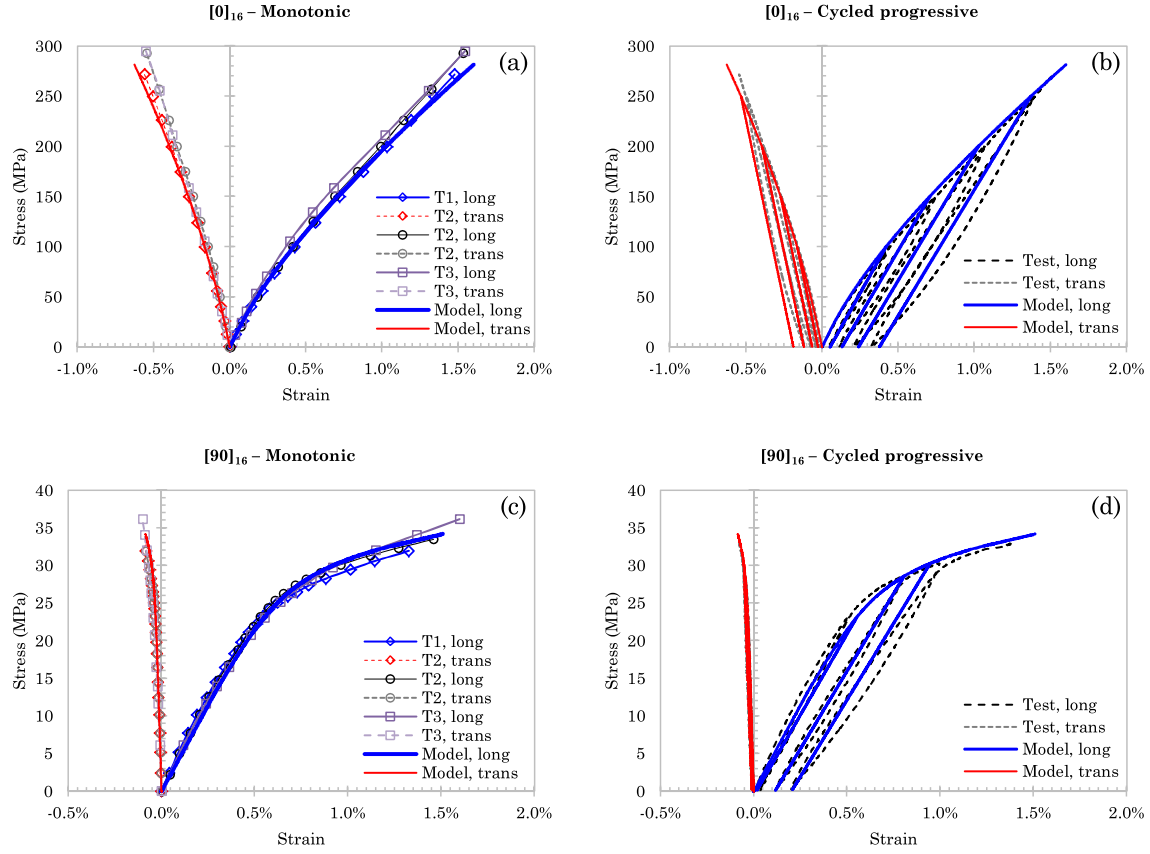 [0]16 – Monotonic
(a)
300
250
200
150
100
50
0
Stress (MPa)
T1, long
T2, trans
T2, long
T2, trans
T3, long
T3, trans
Model, long
Model, trans
-1.0% -0.5% 0.0% 0.5% 1.0% 1.5% 2.0%
Strain
[0]16 – Cycled progressive
(b)
300
250
200
150
100
50
0
Stress (MPa)
Test, long
Test, trans
Model, long
Model, trans
-1.0% -0.5% 0.0% 0.5% 1.0% 1.5% 2.0%
Strain
[90]16 – Monotonic
(c)
40
35
30
25
20
15
10
5
0
Stress (MPa)
T1, long
T2, trans
T2, long
T2, trans
T3, long
T3, trans
Model, long
Model, trans
-0.5% 0.0% 0.5% 1.0% 1.5% 2.0%
Strain
[90]16 – Cycled progressive
(d)
40
35
30
25
20
15
10
5
0
Stress (MPa)
Test, long
Test, trans
Model, long
Model, trans
-0.5% 0.0% 0.5% 1.0% 1.5% 2.0%
Strain